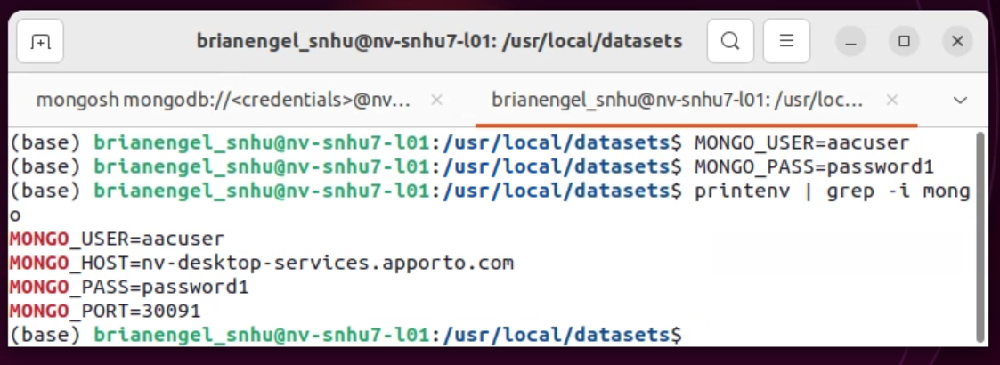 brianengel_snhu@nv-snhu7-l01: /usr/local/datasets
mongosh mongodb://<credentials>@nv...
brianengel_snhu@nv-snhu7-l01: /usr/loc...
(base) brianengel_snhu@nv-snhu7-l01:/usr/local/datasets$ MONGO_USER=aacuser
(base) brianengel_snhu@nv-snhu7-l01:/usr/local/datasets$ MONGO_PASS=password1
(base) brianengel_snhu@nv-snhu7-l01:/usr/local/datasets$ printenv | grep -i mong
o
MONGO_USER=aacuser
MONGO_HOST=nv-desktop-services.apporto.com
MONGO_PASS=password1
MONGO_PORT=30091
(base) brianengel_snhu@nv-snhu7-l01:/usr/local/datasets$